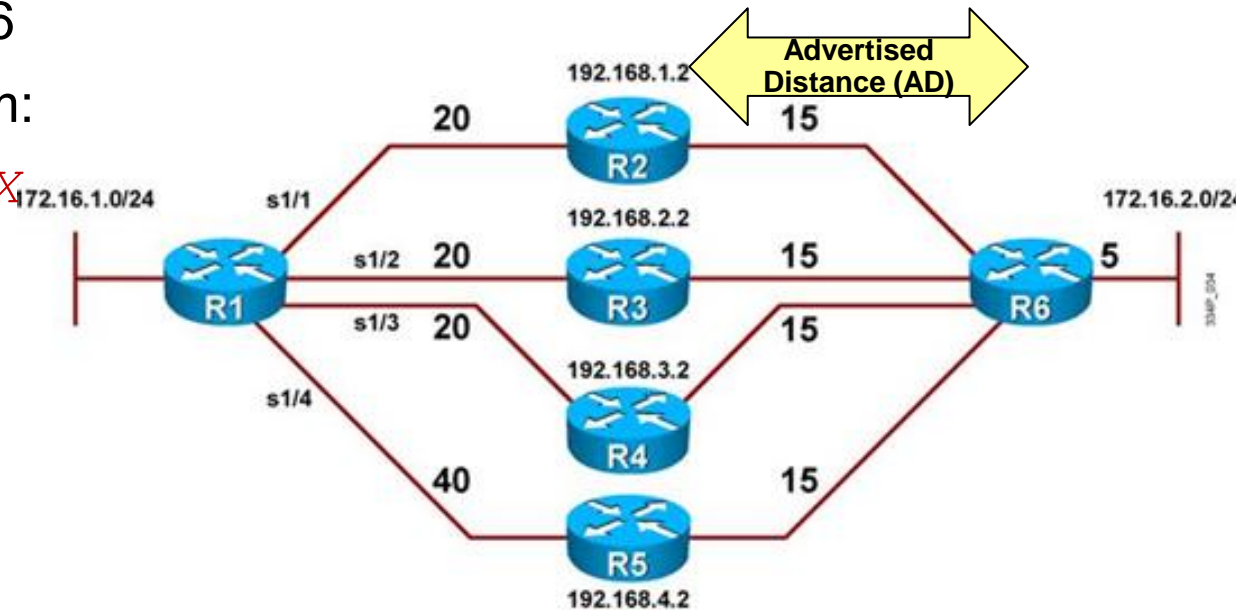 6
Advertised
Distance (AD)
192.168.1.2
n:
20
15
R2
x
172.16.1.0/24
s1/1
192.168.2.2
172.16.2.0/24
s1/2
20
15
5
R1
R3
R6
s1/3
20
15
192.168.3.2
s1/4
R4
40
15
R5
192.168.4.2